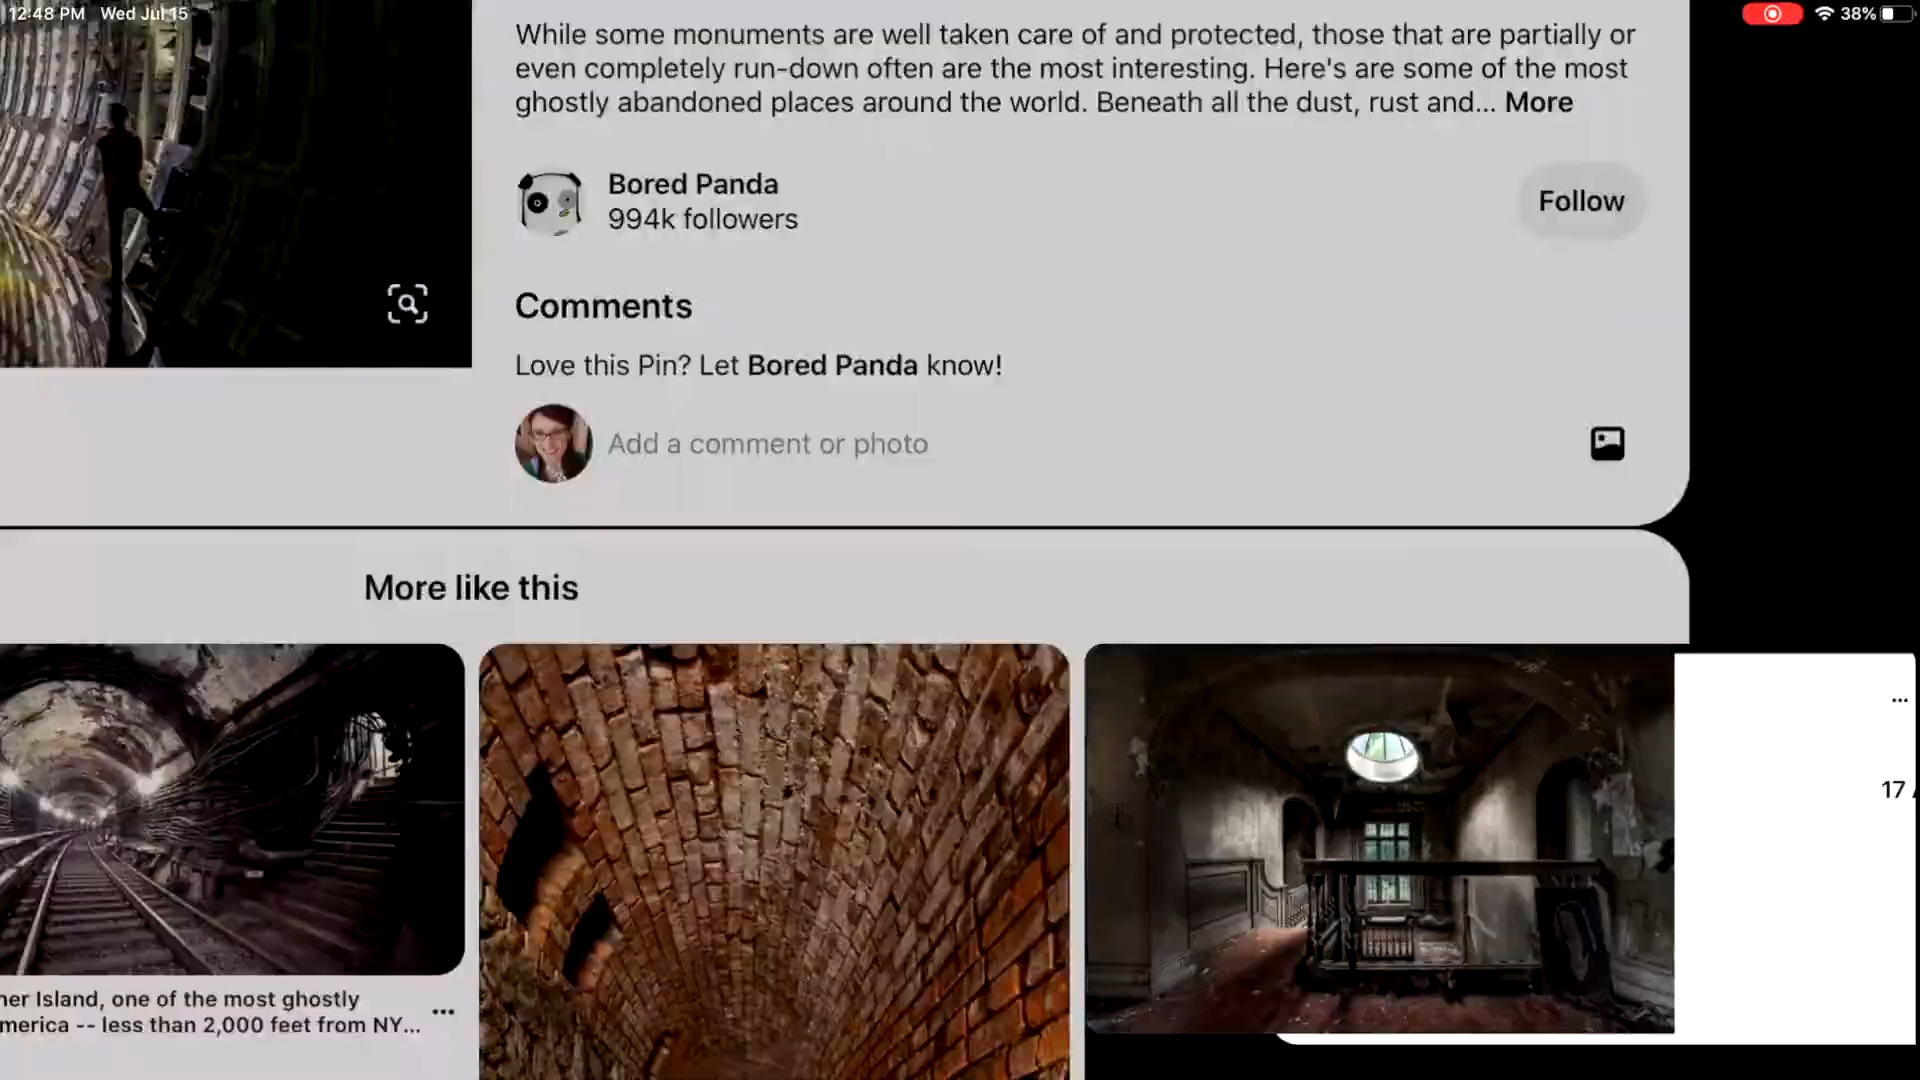 12:48 PM Wed Jul 15
38%
While some monuments are well taken care of and protected, those that are partially or
even completely run-down often are the most interesting. Here's are some of the most
ghostly abandoned places around the world. Beneath all the dust, rust and... More
Bored Panda
994k followers
Follow
Comments
Love this Pin? Let Bored Panda know!
Add a comment or photo
More like this
...
17
Island, one of the most ghostly
-- less than 2,000 feet from NY...
...